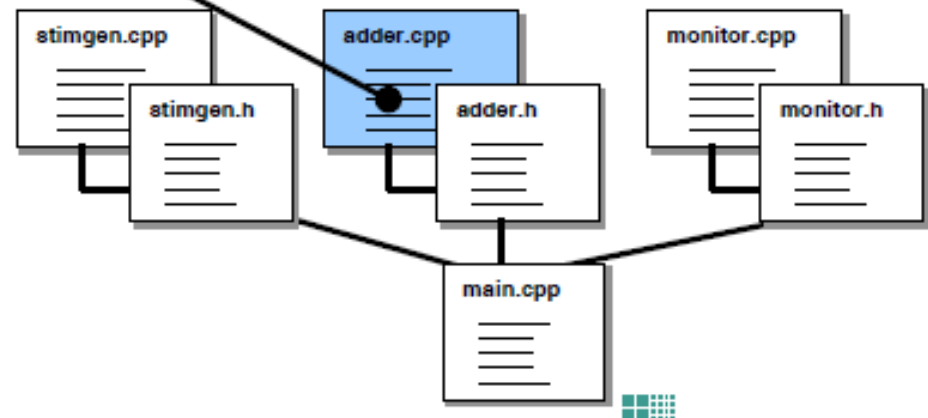 stimgen.cpp
adder.cpp
monitor.cpp
stimgen.h
adder.h
monitor.h
main.cpp